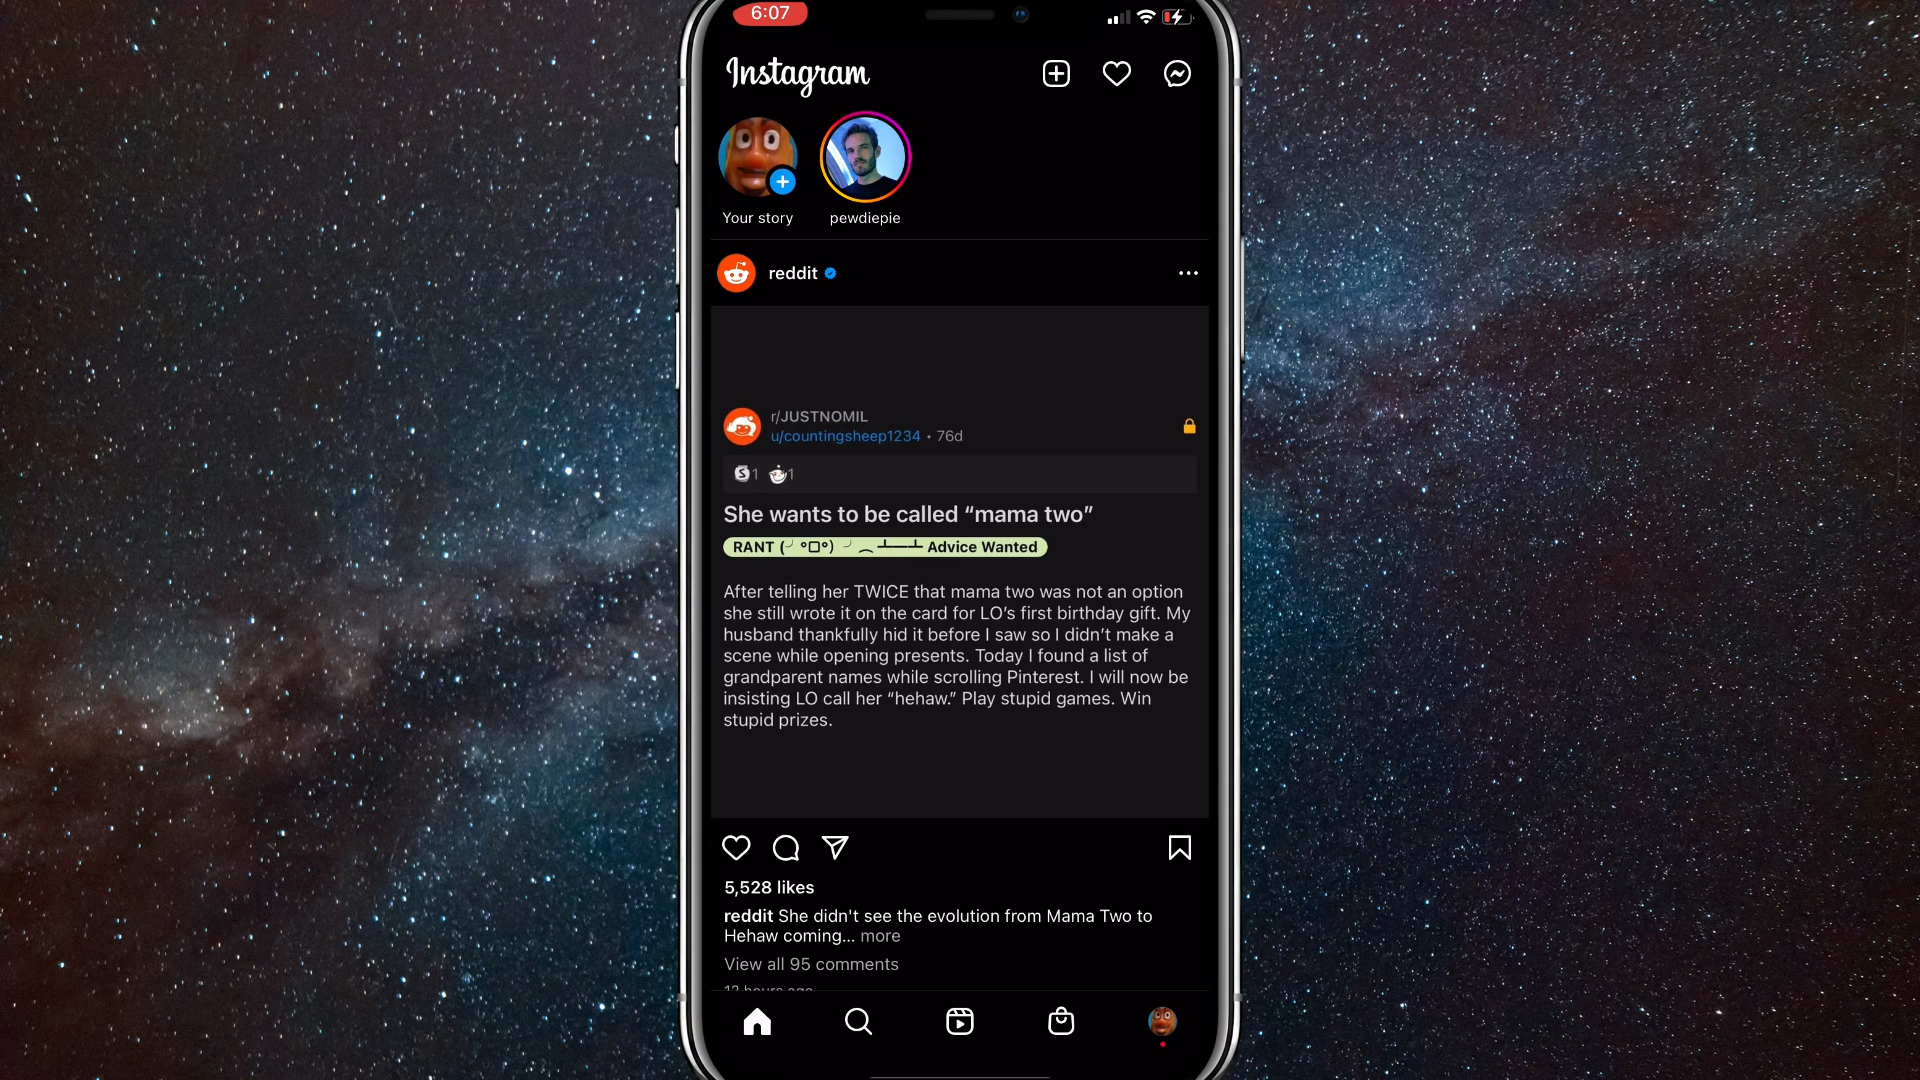 6:07
Instagram
Your story
pewdiepie
reddit
r/JUSTNOMIL
u/countingsheep1234 • 76d
S 1 1
She wants to be called “mama two”
RANT (╯°□°）╯︵ ┻━┻ Advice Wanted
After telling her TWICE that mama two was not an option
she still wrote it on the card for LO’s first birthday gift. My
husband thankfully hid it before I saw so I didn’t make a
scene while opening presents. Today I found a list of
grandparent names while scrolling Pinterest. I will now be
insisting LO call her “hehaw.” Play stupid games. Win
stupid prizes.
5,528 likes
reddit She didn't see the evolution from Mama Two to
Hehaw coming... more
View all 95 comments
12 hours ago